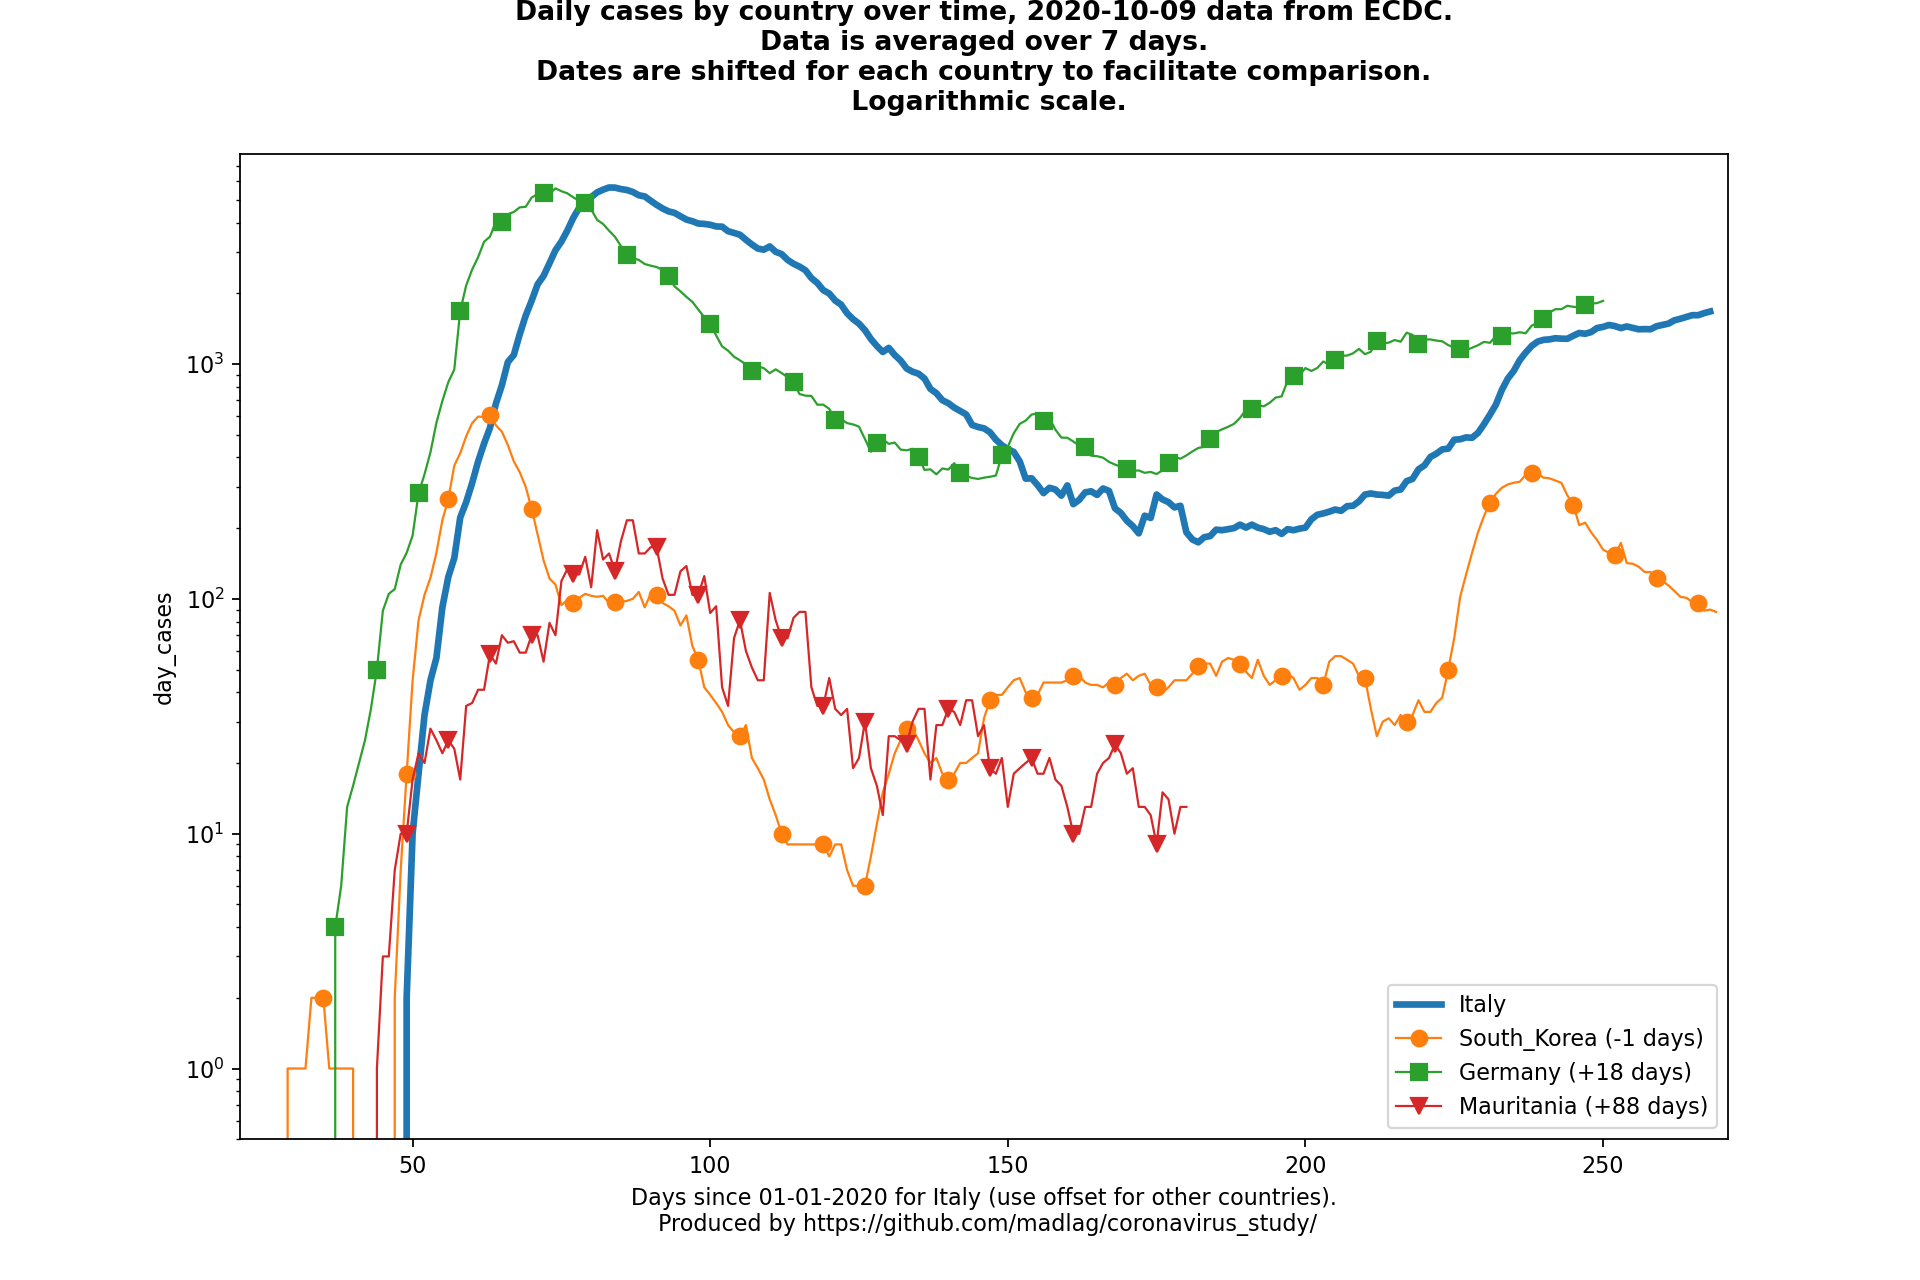 Daily cases by country over time, 2020-10-09 data from ECDC.
Data is averaged over 7 days.
Dates are shifted for each country to facilitate comparison.
Logarithmic scale.
day_cases
10³
10²
10¹
10⁰
Italy
South_Korea (-1 days)
Germany (+18 days)
Mauritania (+88 days)
50 100 150 200 250
Days since 01-01-2020 for Italy (use offset for other countries).
Produced by https://github.com/madlag/coronavirus_study/